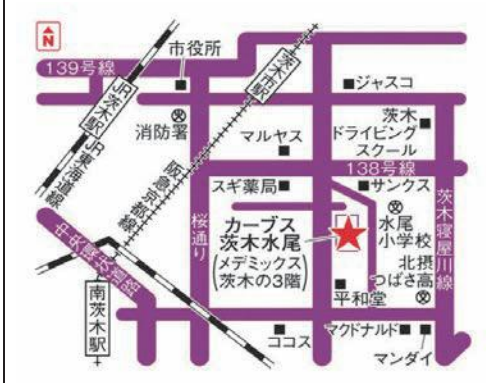 N
市役所
139号線
茨木市駅
ジャスコ
JR茨木駅
JR東海道線
消防署
マルヤス
茨木
ドライビング
スクール
阪急京都線
138号線
スギ薬局
サンクス
桜通り
カーブス
茨木水尾
(メデミックス
茨木の3階)
水尾
小学校
茨木寝屋川線
北摂
つばさ高
中央環状道路
平和堂
南茨木駅
ココス
マクドナルド
マンダイ